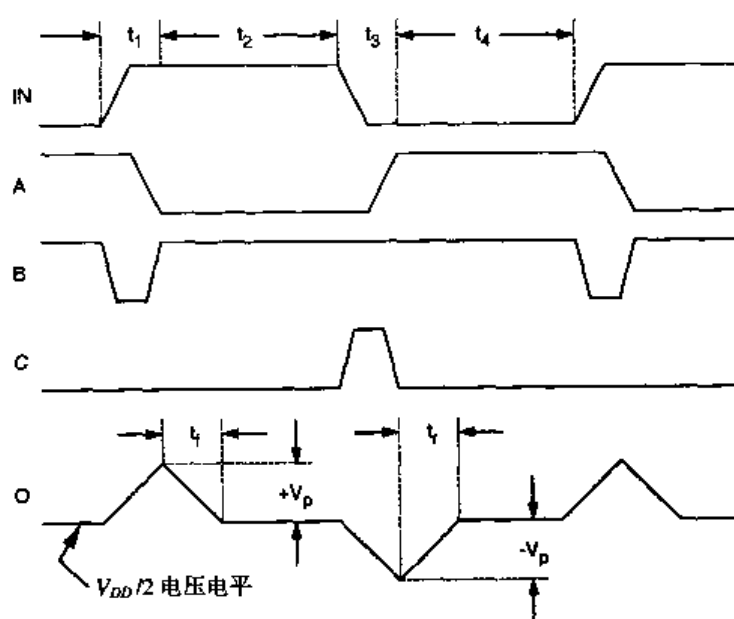 t₁ t₂ t₃ t₄
IN
A
B
C
tf tr
+Vp
O
-Vp
VDD/2 电压电平